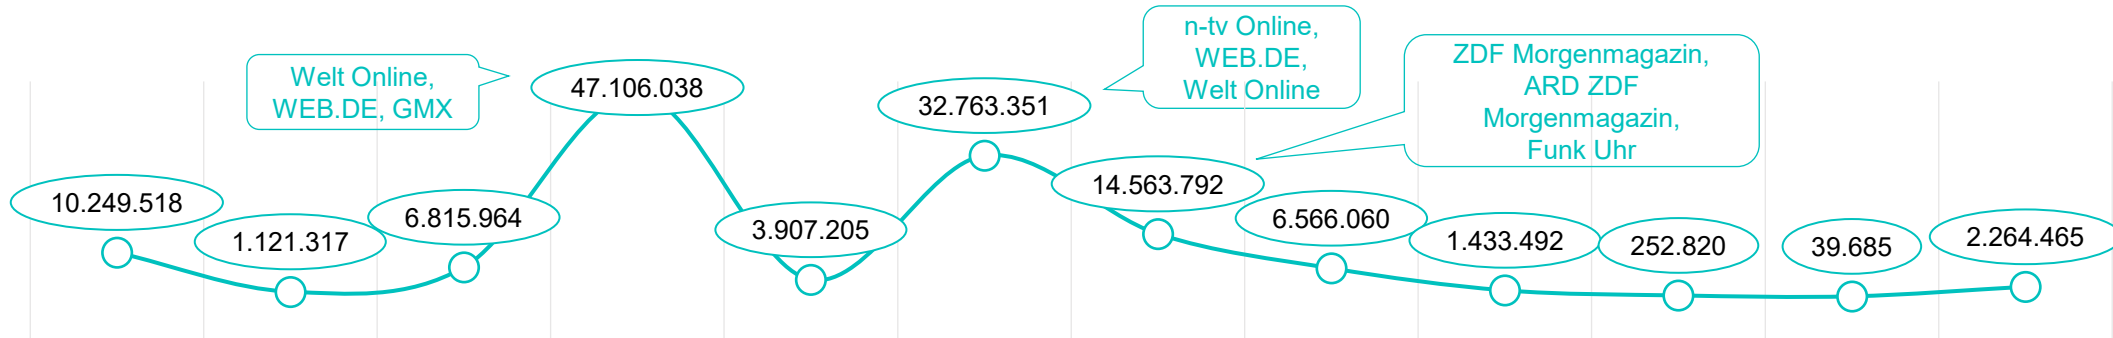 n-tv Online,
WEB.DE,
Welt Online
ZDF Morgenmagazin,
ARD ZDF
Morgenmagazin,
Funk Uhr
Welt Online,
WEB.DE, GMX
47.106.038
32.763.351
14.563.792
10.249.518
1.121.317
6.815.964
3.907.205
6.566.060
1.433.492
252.820
39.685
2.264.465